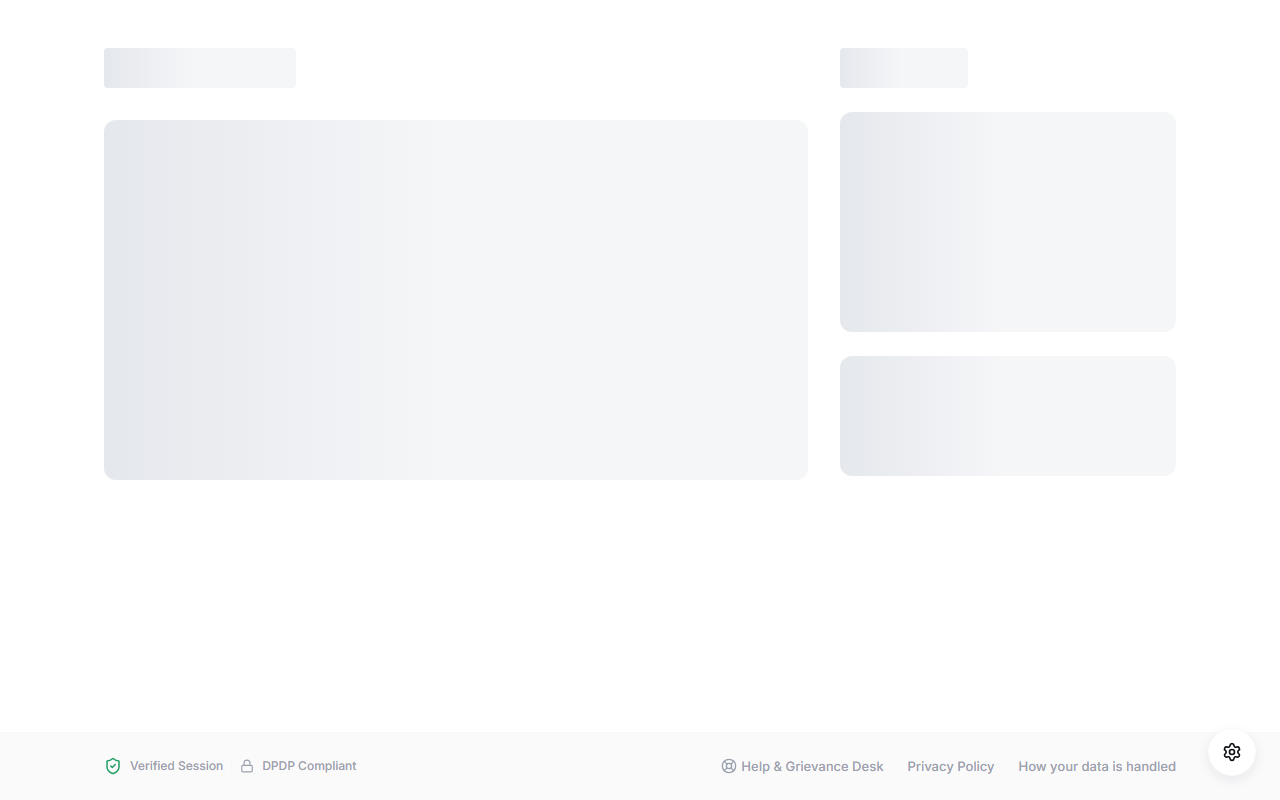 Verified Session
DPDP Compliant
Help & Grievance Desk
Privacy Policy
How your data is handled